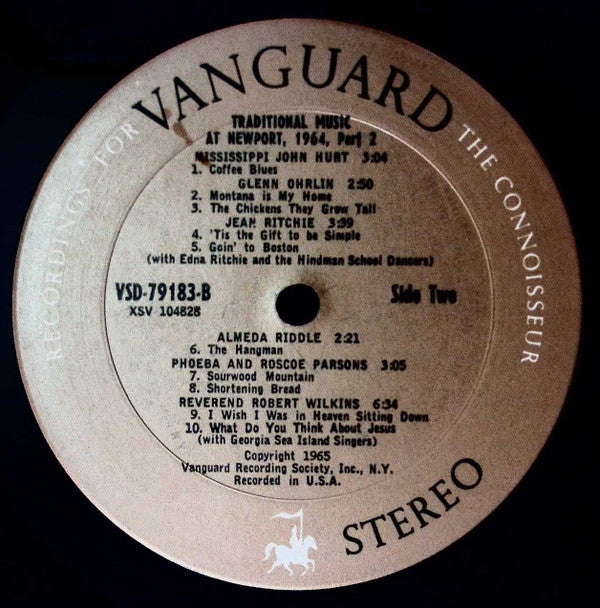 RECORDINGS FOR
VANGUARD
THE CONNOISSEUR
TRADITIONAL MUSIC
AT NEWPORT, 1964, Part 2
MISSISSIPPI JOHN HURT 3:04
1. Coffee Blues
GLENN OHRLIN 2:50
2. Montana is My Home
3. The Chickens They Grow Tall
JEAN RITCHIE 3:39
4. 'Tis the Gift to be Simple
5. Goin' to Boston
(with Edna Ritchie and the Hindman School Dancers)
VSD-79183-B
Side Two
XSV 104828
ALMEDA RIDDLE 2:21
6. The Hangman
PHOEBA AND ROSCOE PARSONS 3:05
7. Sourwood Mountain
8. Shortening Bread
REVEREND ROBERT WILKINS 6:34
9. I Wish I Was in Heaven Sitting Down
10. What Do You Think About Jesus
(with Georgia Sea Island Singers)
Copyright 1965
Vanguard Recording Society, Inc., N.Y.
Recorded in U.S.A.
STEREO